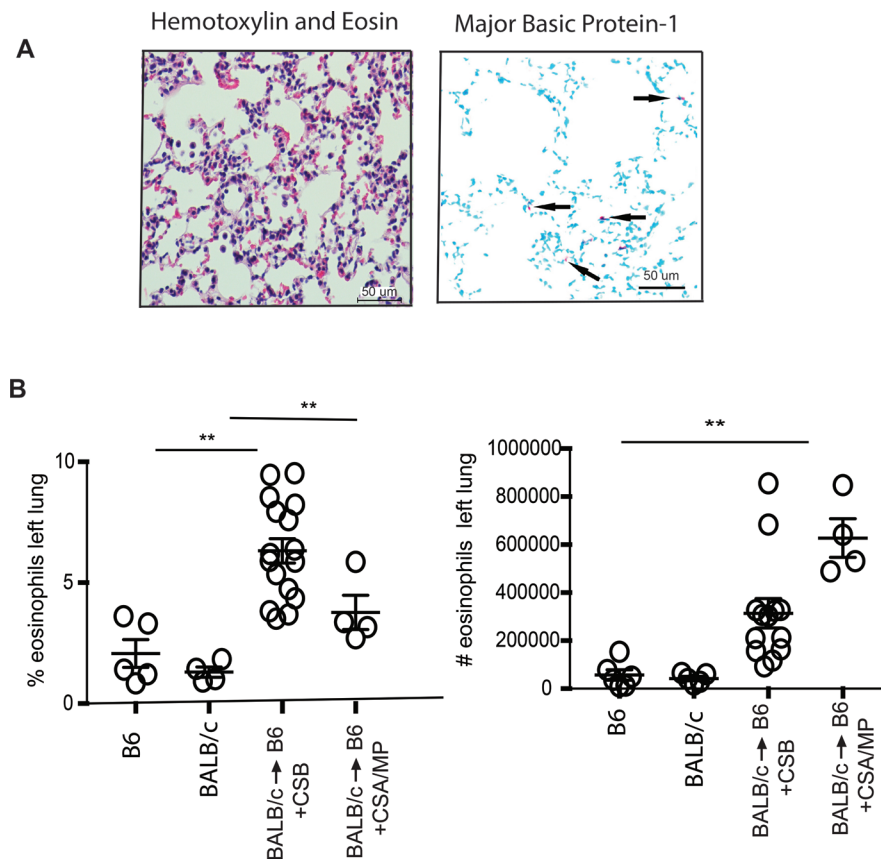 Hemotoxylin and Eosin
Major Basic Protein-1
A
50 um
50 um
B
**
**
% eosinophils left lung
10
5
0
B6
BALB/c
BALB/c → B6
+CSB
BALB/c → B6
+CSA/MP
**
# eosinophils left lung
1000000
800000
600000
400000
200000
0
B6
BALB/c
BALB/c → B6
+CSB
BALB/c → B6
+CSA/MP